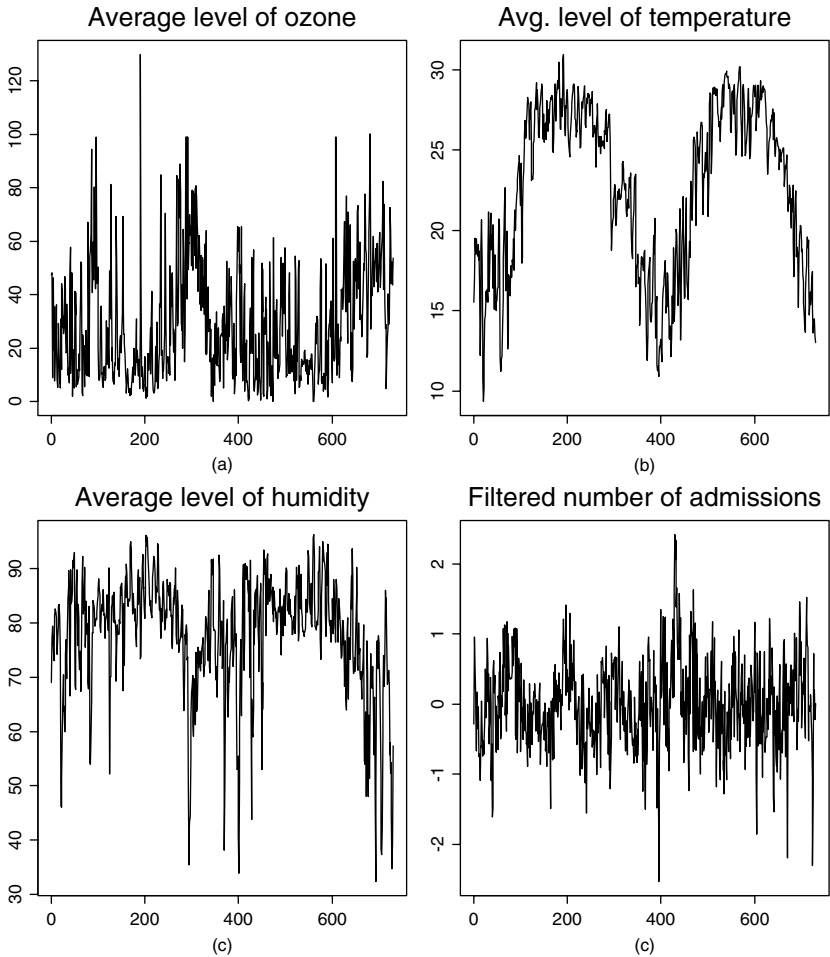 Average level of ozone
120
100
80
60
40
20
0
0 200 400 600
(a)
Avg. level of temperature
30
25
20
15
10
0 200 400 600
(b)
Average level of humidity
90
80
70
60
50
40
30
0 200 400 600
(c)
Filtered number of admissions
2
1
0
-1
-2
0 200 400 600
(c)